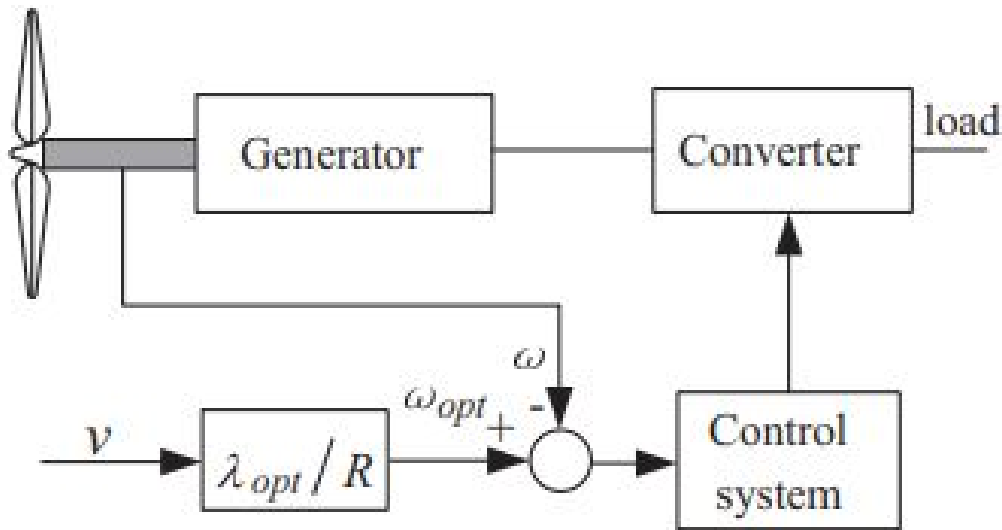 Generator
Converter
load
ω
ω_opt + -
v
λ_opt / R
Control
system